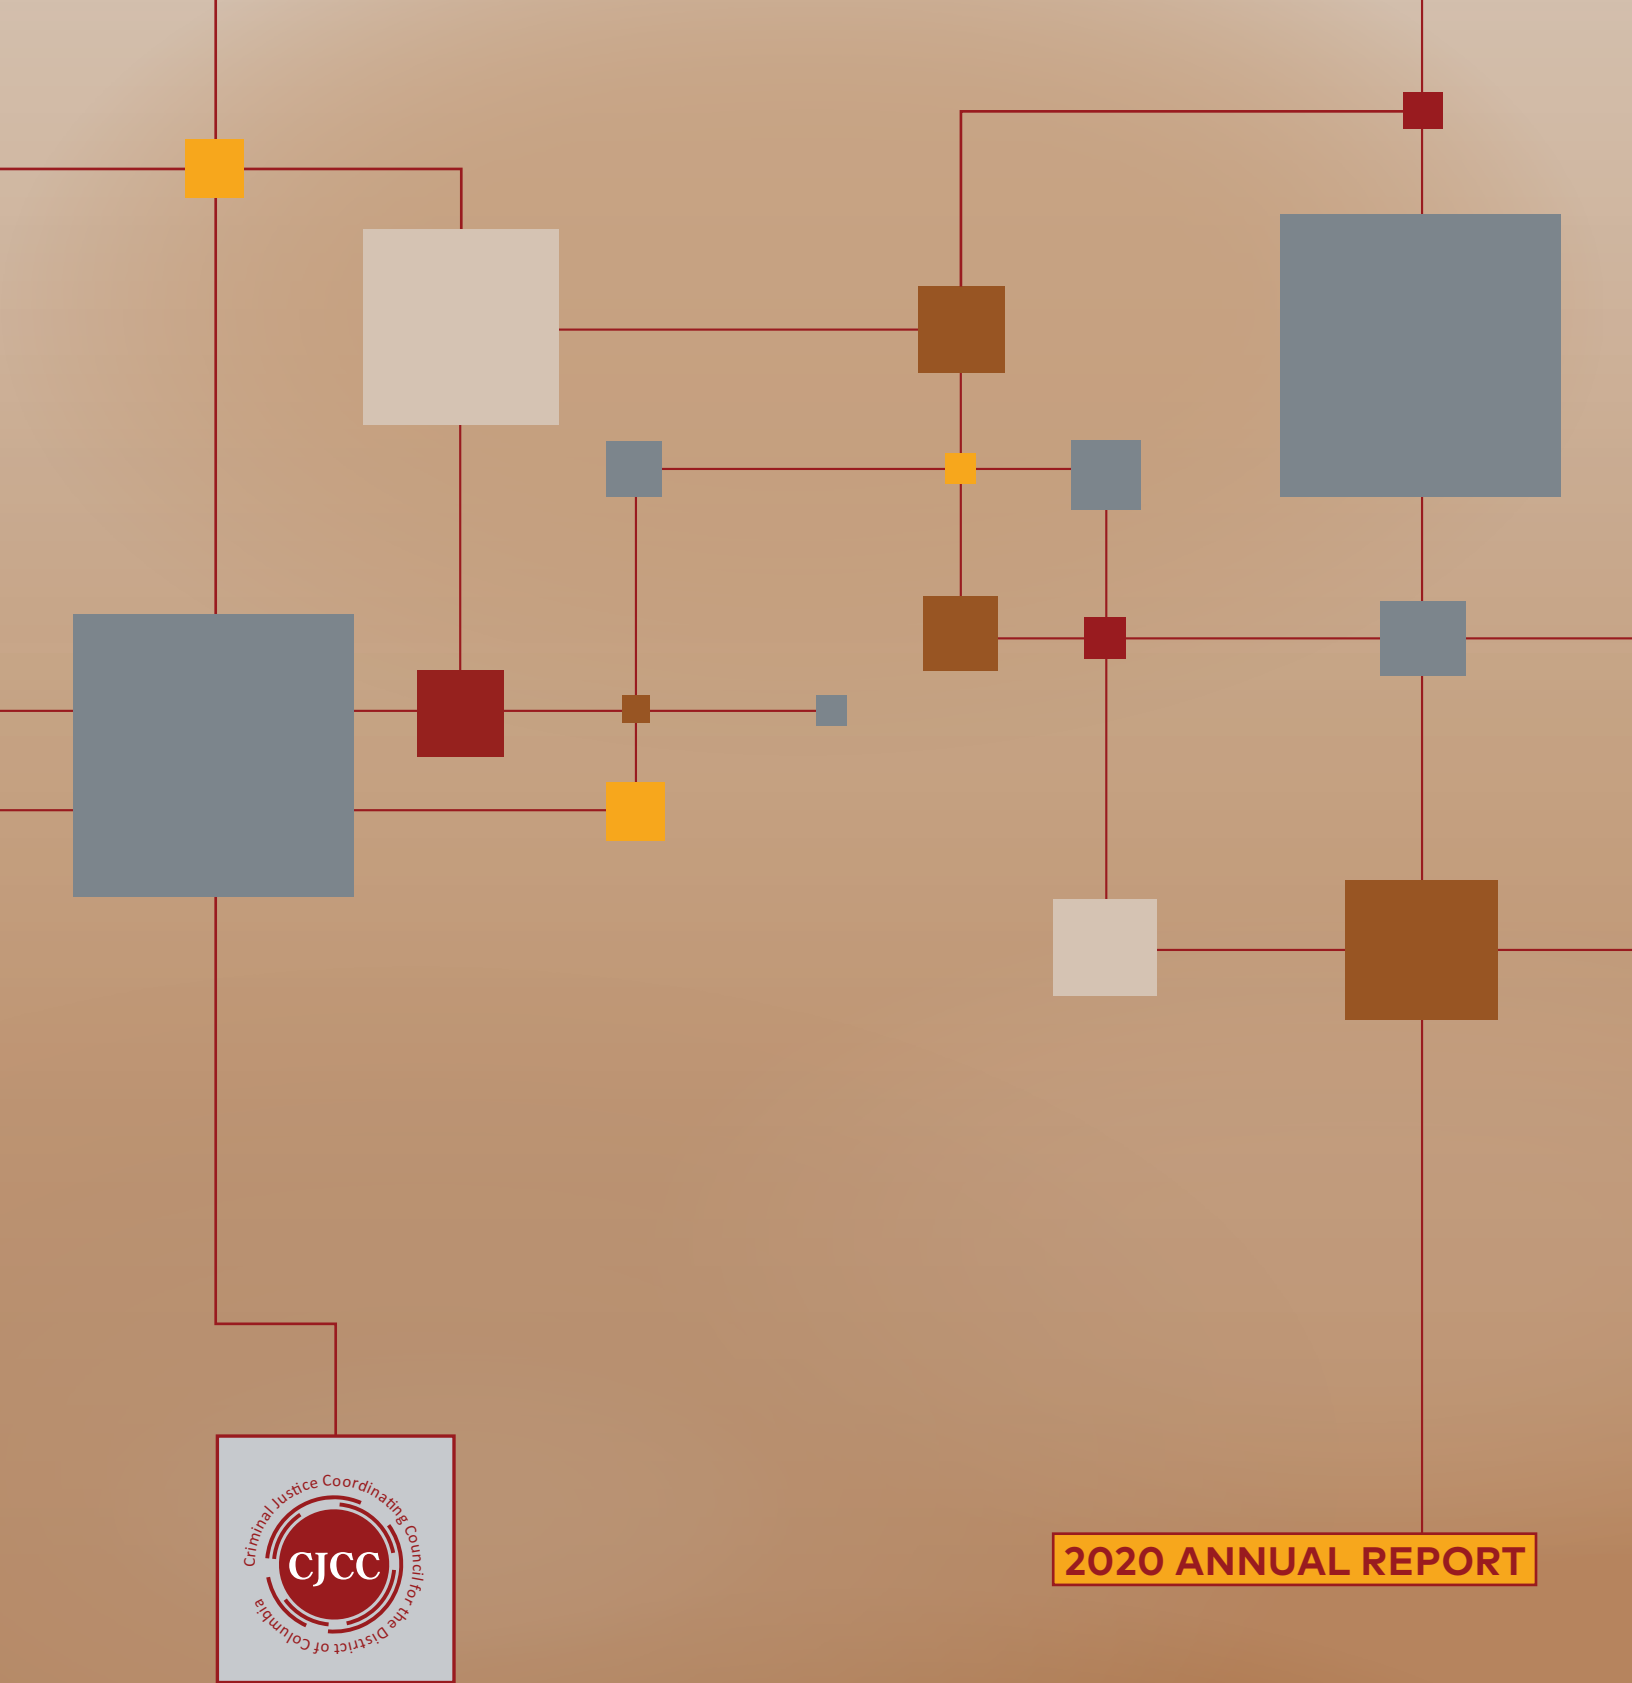 Criminal Justice Coordinating Council for the District of Columbia
CJCC
2020 ANNUAL REPORT